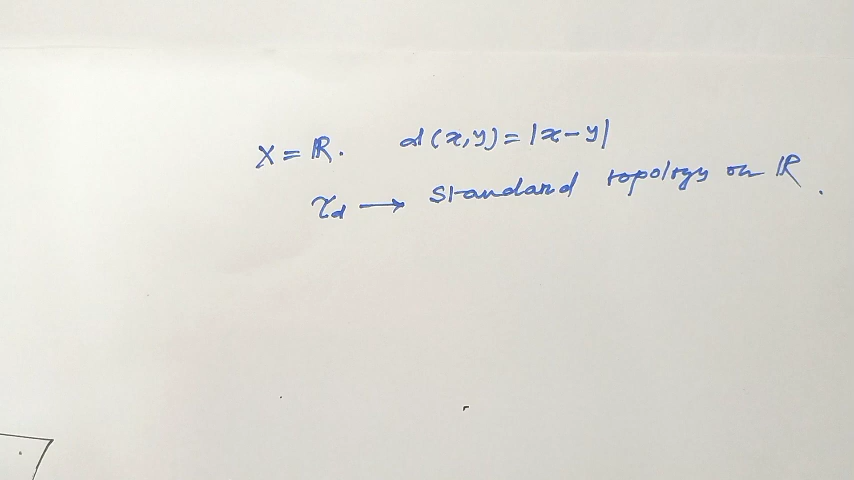 X = ℝ. d(x,y) = |x-y|
τd → standard topology on ℝ.